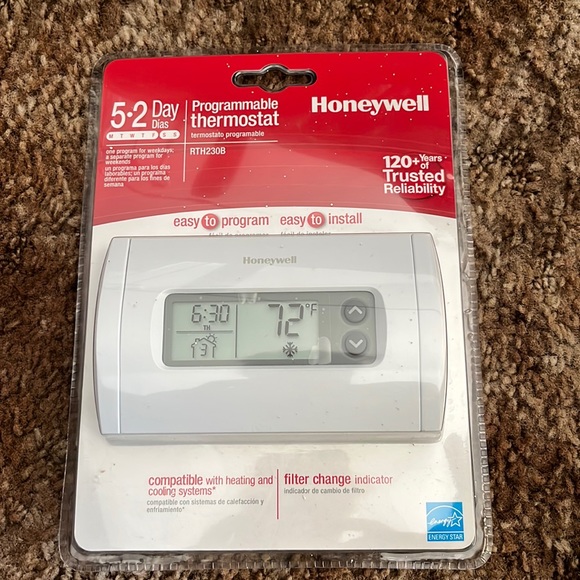 5·2 Day
Días
M T W T F S S
one program for weekdays;
a separate program for
weekends
un programa para los días
laborables; un programa
diferente para los fines de
semana
Programmable
thermostat
termostato programable
RTH230B
Honeywell
120+ Years of
Trusted
Reliability
easy to program
easy to install
Honeywell
6:30
TH
3
72°F
compatible with heating and
cooling systems*
compatible con sistemas de calefacción y
enfriamiento*
filter change indicator
indicador de cambio de filtro
energy
ENERGY STAR